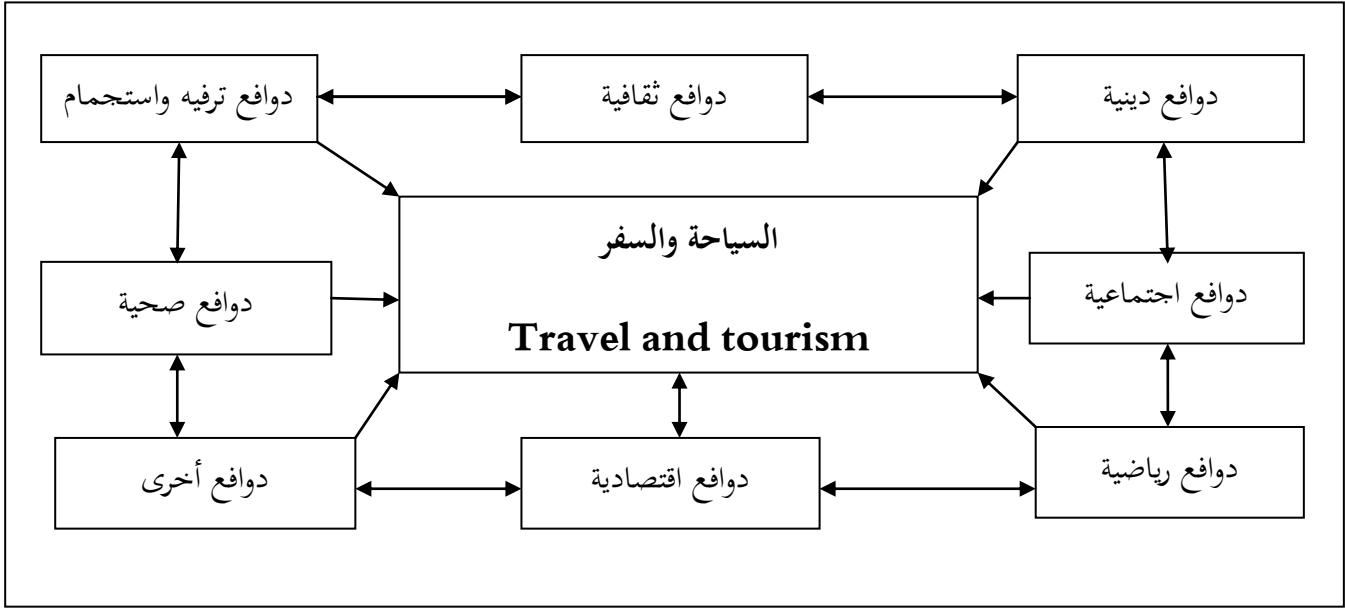 دوافع دينية
دوافع ثقافية
دوافع ترفيه واستجمام
السياحة والسفر
Travel and tourism
دوافع اجتماعية
دوافع صحية
دوافع رياضية
دوافع اقتصادية
دوافع أخرى